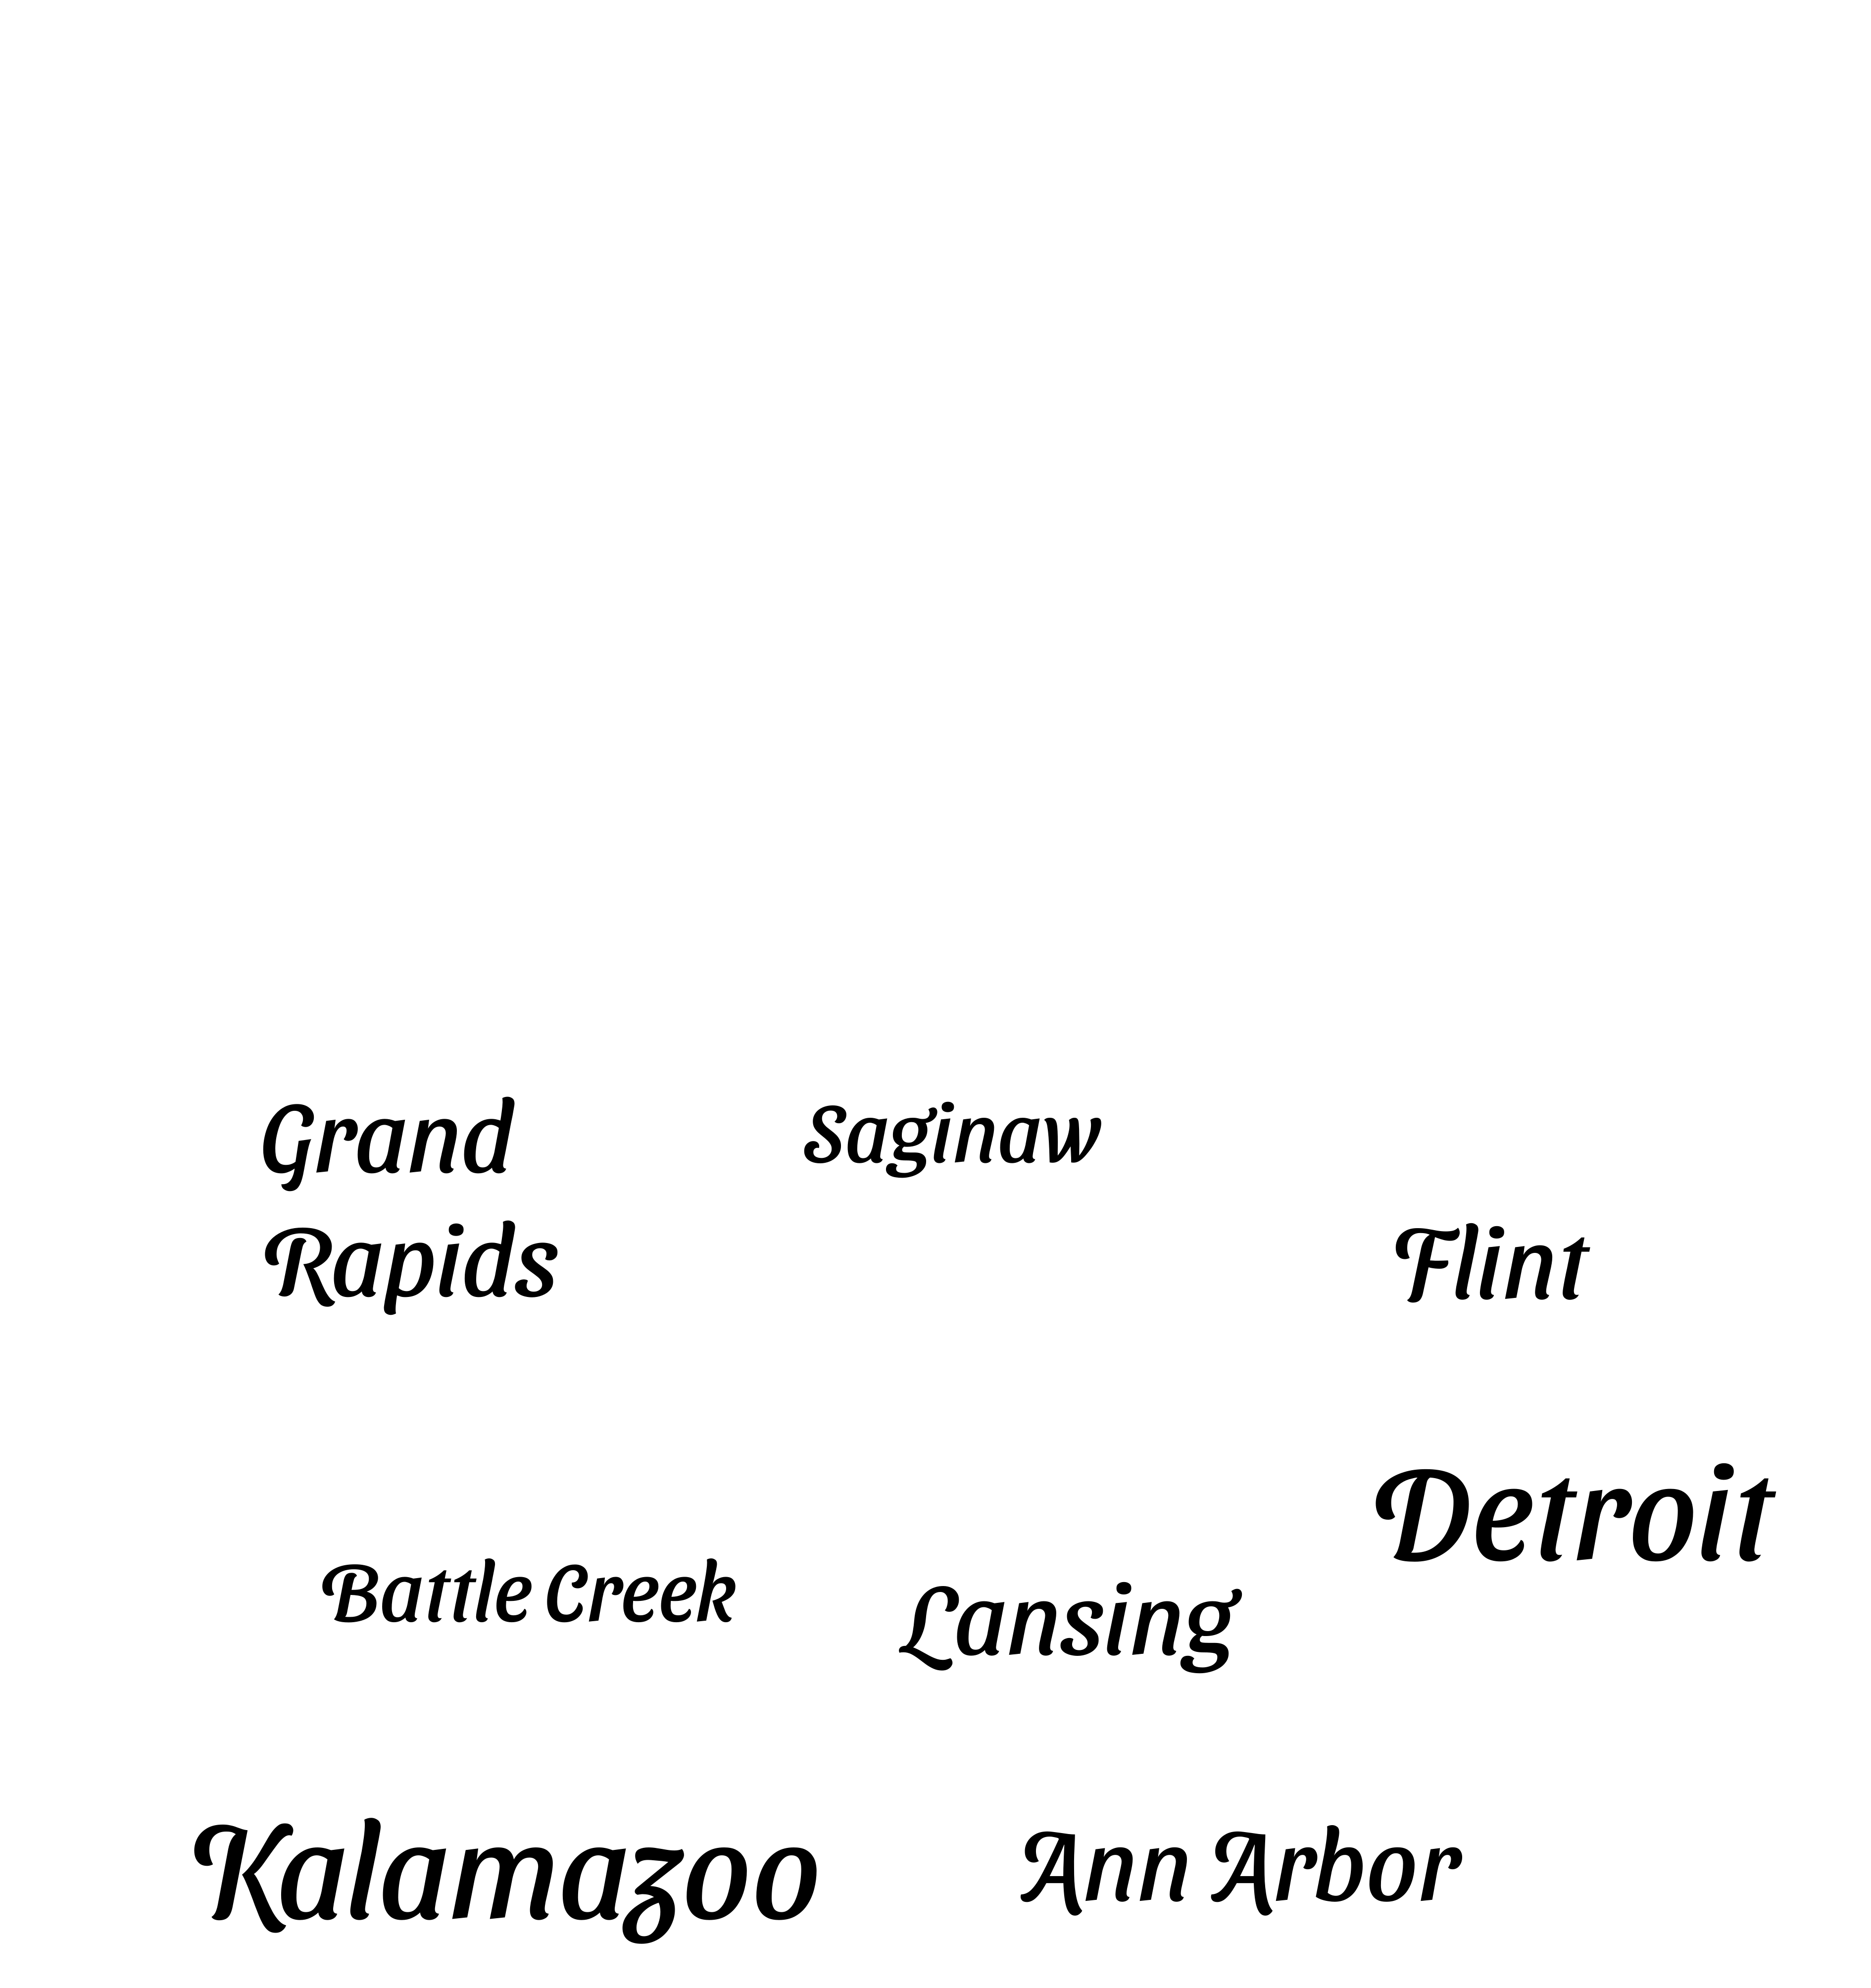 Grand
Rapids
Saginaw
Flint
Detroit
Battle Creek
Lansing
Kalamazoo
Ann Arbor